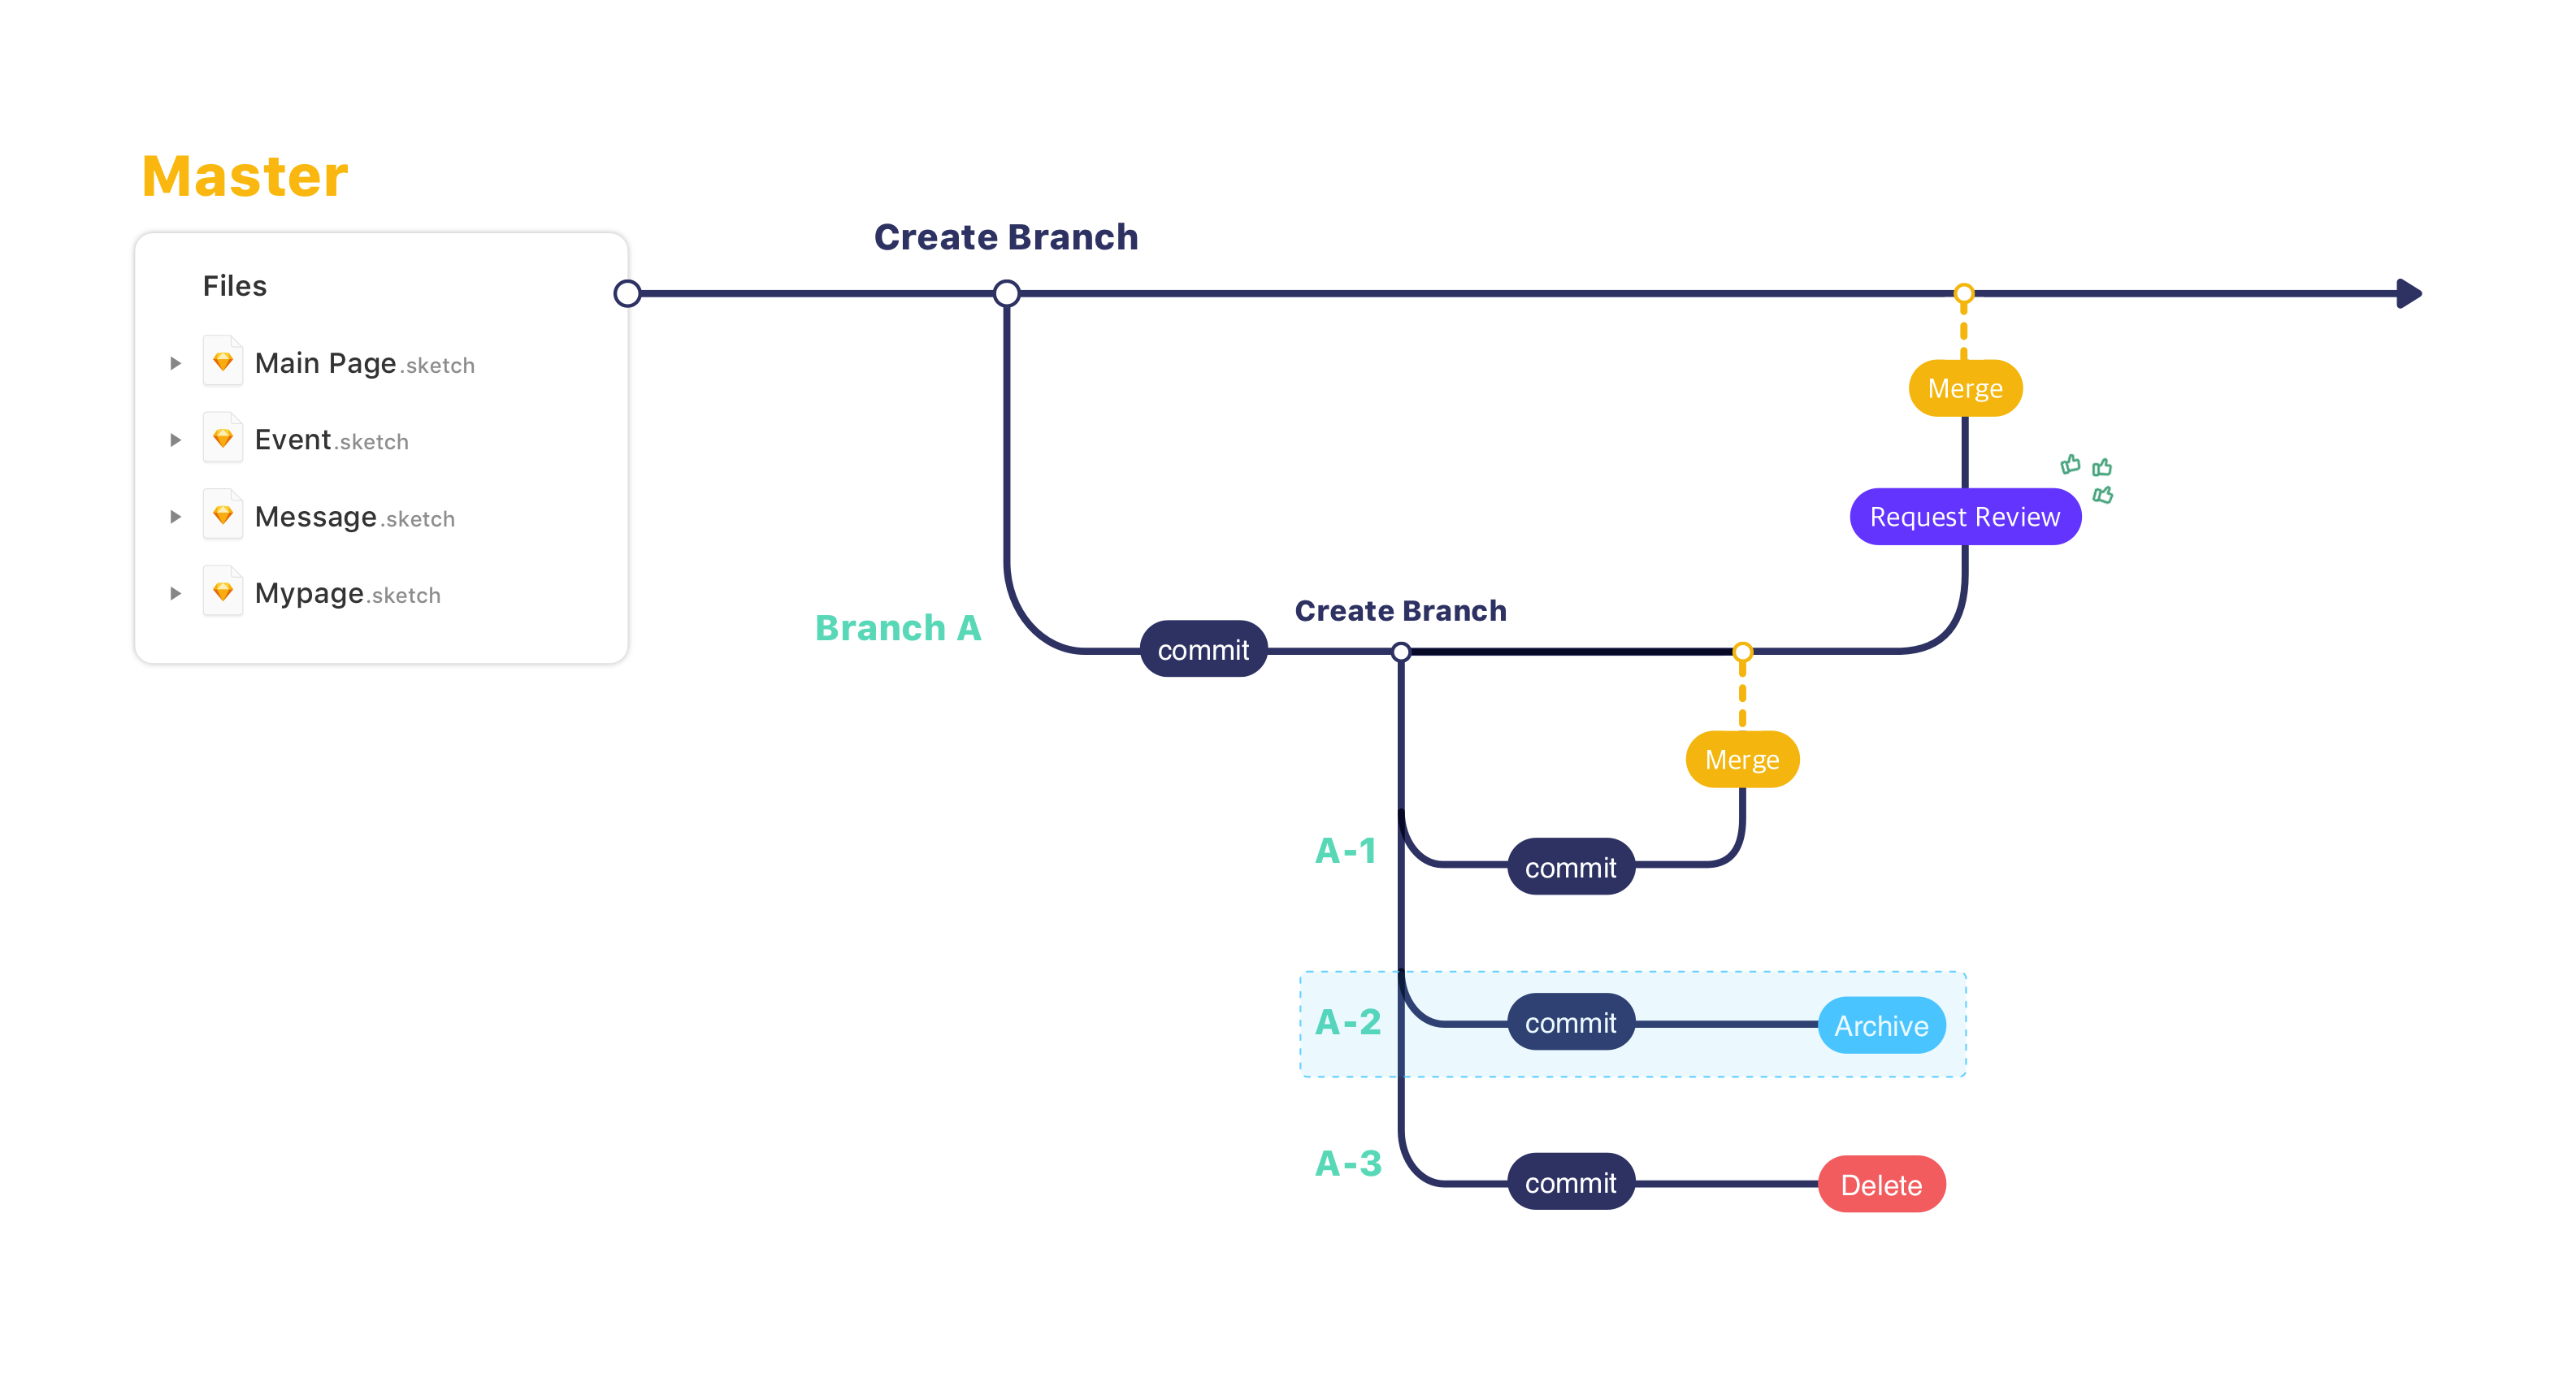 Master
Files
Main Page.sketch
Event.sketch
Message.sketch
Mypage.sketch
Create Branch
Merge
Request Review
Branch A
commit
Create Branch
Merge
A-1
commit
A-2
commit
Archive
A-3
commit
Delete